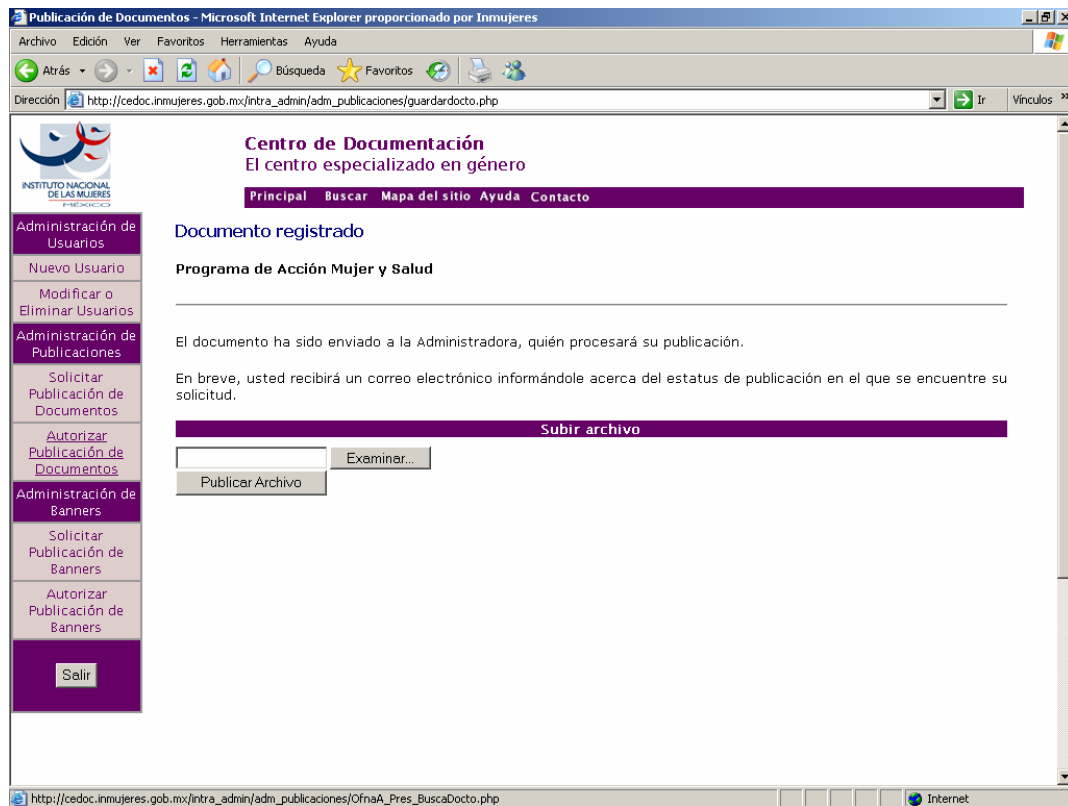 Publicación de Documentos - Microsoft Internet Explorer proporcionado por Inmujeres
Archivo Edición Ver Favoritos Herramientas Ayuda
Atrás Búsqueda Favoritos
Dirección http://cedoc.inmujeres.gob.mx/intra_admin/adm_publicaciones/guardardocto.php Ir Vínculos »
INSTITUTO NACIONAL
DE LAS MUJERES
MÉXICO
Centro de Documentación
El centro especializado en género
Principal Buscar Mapa del sitio Ayuda Contacto
Administración de
Usuarios
Nuevo Usuario
Modificar o
Eliminar Usuarios
Administración de
Publicaciones
Solicitar
Publicación de
Documentos
Autorizar
Publicación de
Documentos
Administración de
Banners
Solicitar
Publicación de
Banners
Autorizar
Publicación de
Banners
Salir
Documento registrado
Programa de Acción Mujer y Salud
El documento ha sido enviado a la Administradora, quién procesará su publicación.
En breve, usted recibirá un correo electrónico informándole acerca del estatus de publicación en el que se encuentre su
solicitud.
Subir archivo
Examinar...
Publicar Archivo
http://cedoc.inmujeres.gob.mx/intra_admin/adm_publicaciones/OfnaA_Pres_BuscaDocto.php Internet